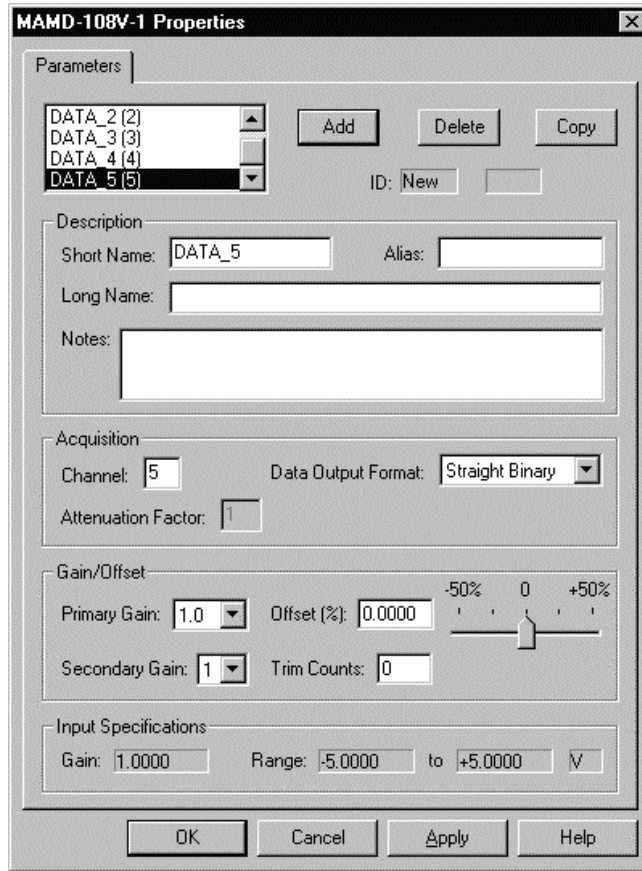 MAMD-108V-1 Properties
Parameters
DATA_2 (2)
DATA_3 (3)
DATA_4 (4)
DATA_5 (5)
Add Delete Copy
ID: New
Description
Short Name: DATA_5 Alias:
Long Name:
Notes:
Acquisition
Channel: 5 Data Output Format: Straight Binary
Attenuation Factor: 1
Gain/Offset
-50% 0 +50%
Primary Gain: 1.0 Offset (%): 0.0000
Secondary Gain: 1 Trim Counts: 0
Input Specifications
Gain: 1.0000 Range: -5.0000 to +5.0000 V
OK Cancel Apply Help